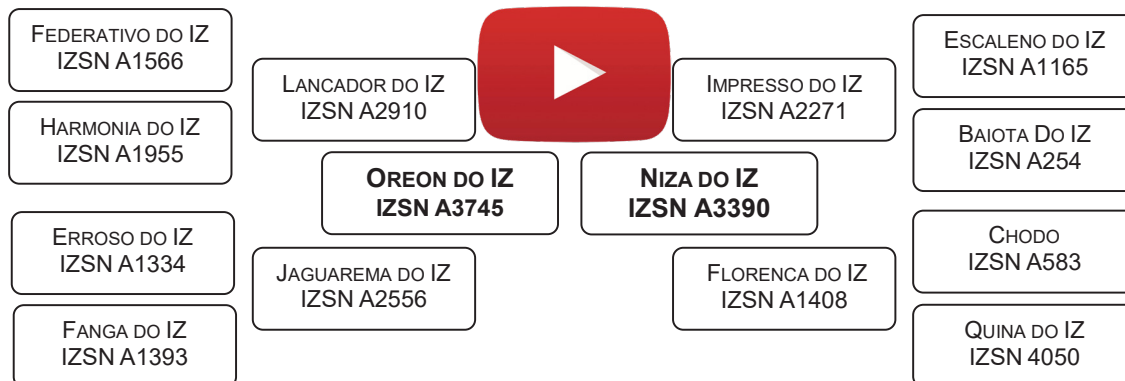 Federativo do IZ
IZSN A1566
Harmonia do IZ
IZSN A1955
Erroso do IZ
IZSN A1334
Fanga do IZ
IZSN A1393
Lancador do IZ
IZSN A2910
Jaguarema do IZ
IZSN A2556
Oreon do IZ
IZSN A3745
Niza do IZ
IZSN A3390
Impresso do IZ
IZSN A2271
Florenca do IZ
IZSN A1408
Escaleno do IZ
IZSN A1165
Baiota Do IZ
IZSN A254
Chodo
IZSN A583
Quina do IZ
IZSN 4050